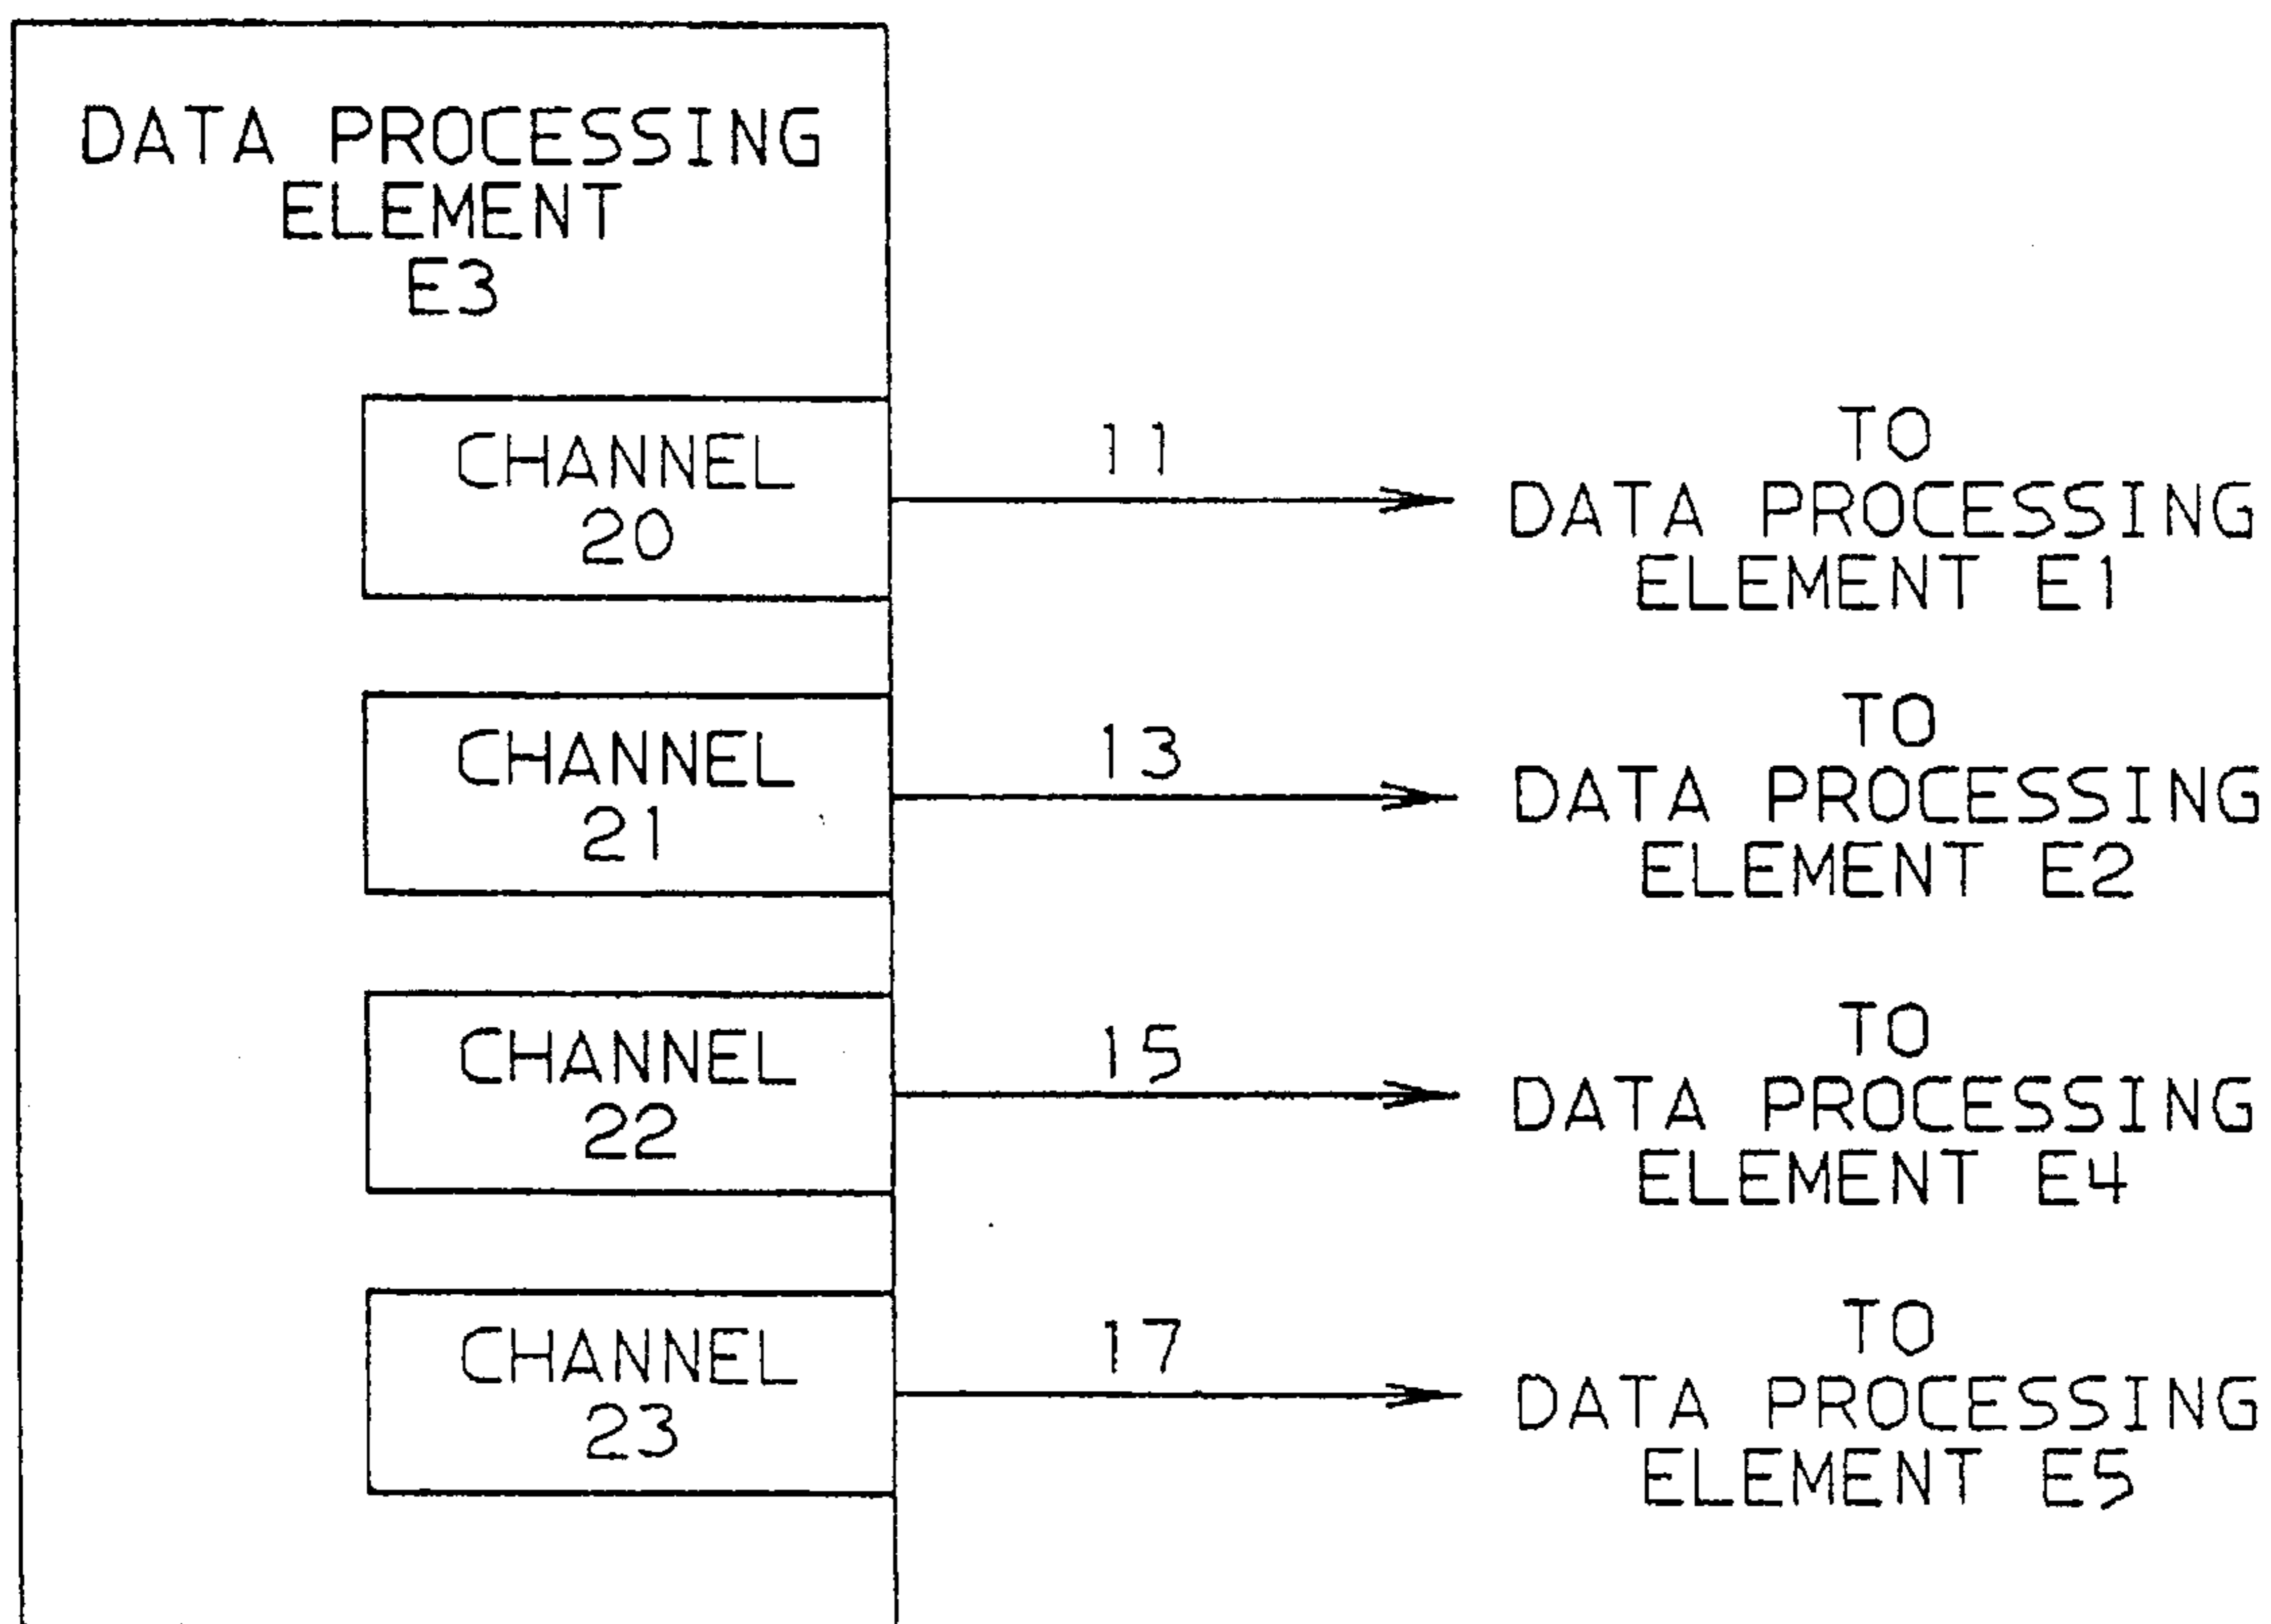 DATA PROCESSING
ELEMENT
E3
CHANNEL
20
11
TO
DATA PROCESSING
ELEMENT E1
CHANNEL
21
13
TO
DATA PROCESSING
ELEMENT E2
CHANNEL
22
15
TO
DATA PROCESSING
ELEMENT E4
CHANNEL
23
17
TO
DATA PROCESSING
ELEMENT E5